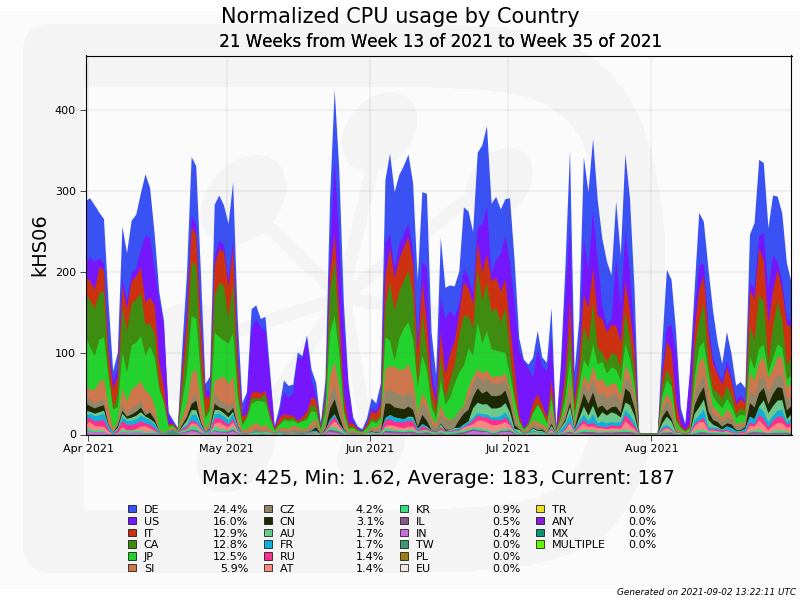 Normalized CPU usage by Country
21 Weeks from Week 13 of 2021 to Week 35 of 2021
kHS06
400
300
200
100
0
Apr 2021 May 2021 Jun 2021 Jul 2021 Aug 2021
Max: 425, Min: 1.62, Average: 183, Current: 187
DE 24.4% CZ 4.2% KR 0.9% TR 0.0%
US 16.0% CN 3.1% IL 0.5% ANY 0.0%
IT 12.9% AU 1.7% IN 0.4% MX 0.0%
CA 12.8% FR 1.7% TW 0.0% MULTIPLE 0.0%
JP 12.5% RU 1.4% PL 0.0%
SI 5.9% AT 1.4% EU 0.0%
Generated on 2021-09-02 13:22:11 UTC